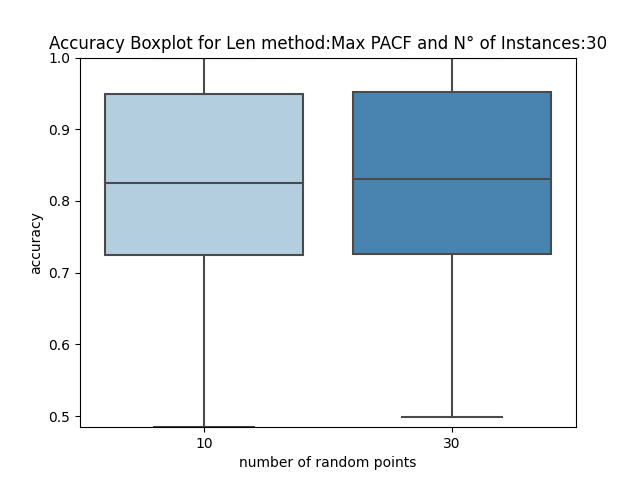 Accuracy Boxplot for Len method:Max PACF and N° of Instances:30
1.0
0.9
0.8
0.7
0.6
0.5
accuracy
10 30
number of random points